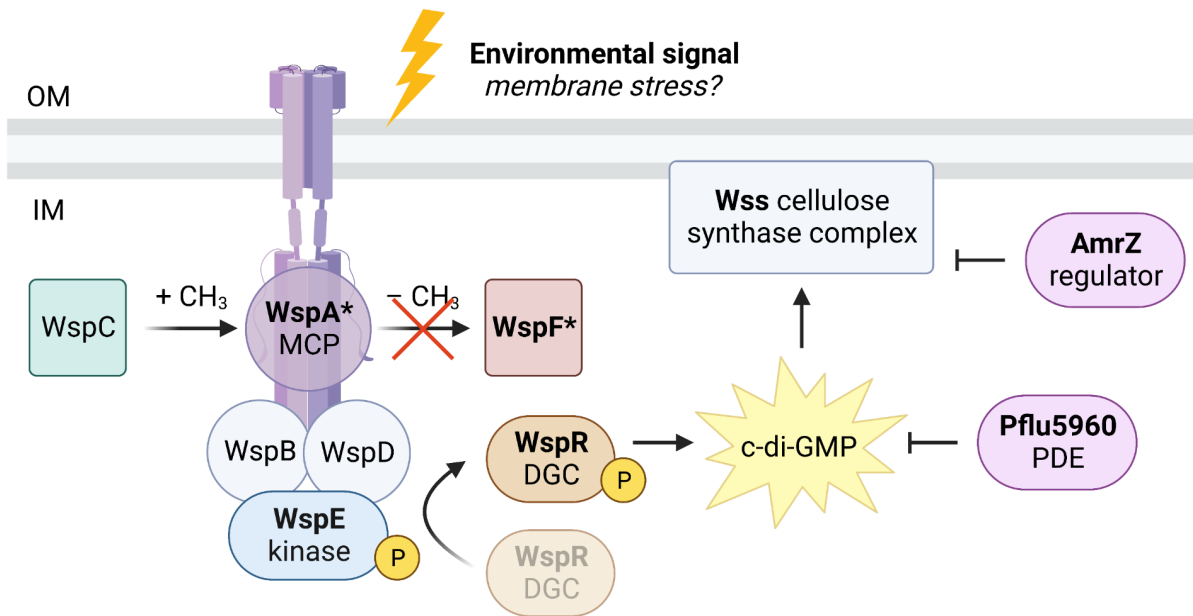 Environmental signal
membrane stress?
OM
IM
Wss cellulose
synthase complex
AmrZ
regulator
WspC
+ CH₃
WspA*
MCP
− CH₃
WspF*
WspB
WspD
WspE
kinase
P
WspR
DGC
P
WspR
DGC
c-di-GMP
Pflu5960
PDE